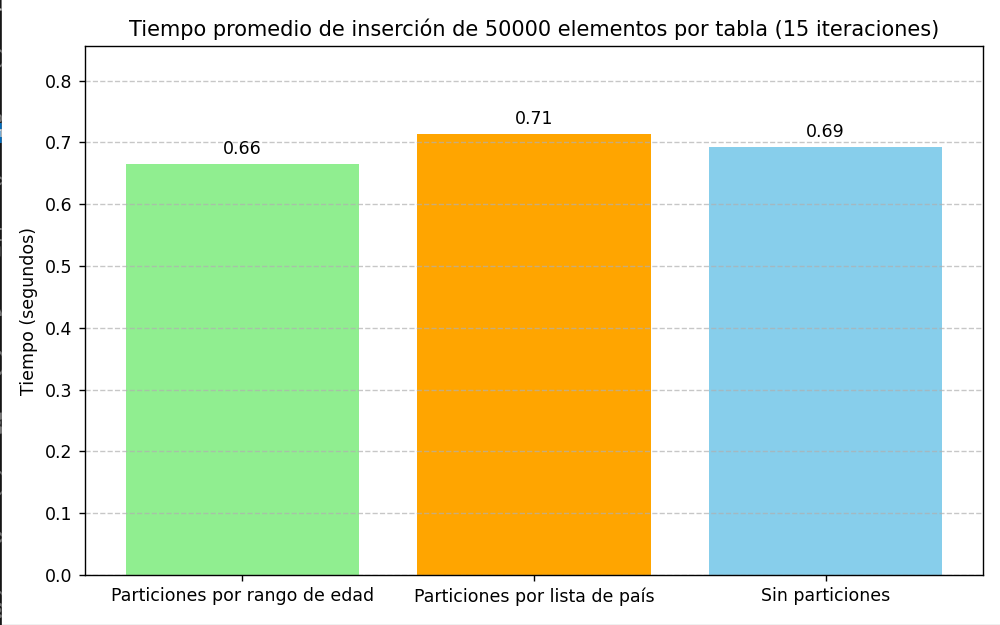 Tiempo promedio de inserción de 50000 elementos por tabla (15 iteraciones)
Tiempo (segundos)
0.8
0.7
0.6
0.5
0.4
0.3
0.2
0.1
0.0
0.66
0.71
0.69
Particiones por rango de edad
Particiones por lista de país
Sin particiones